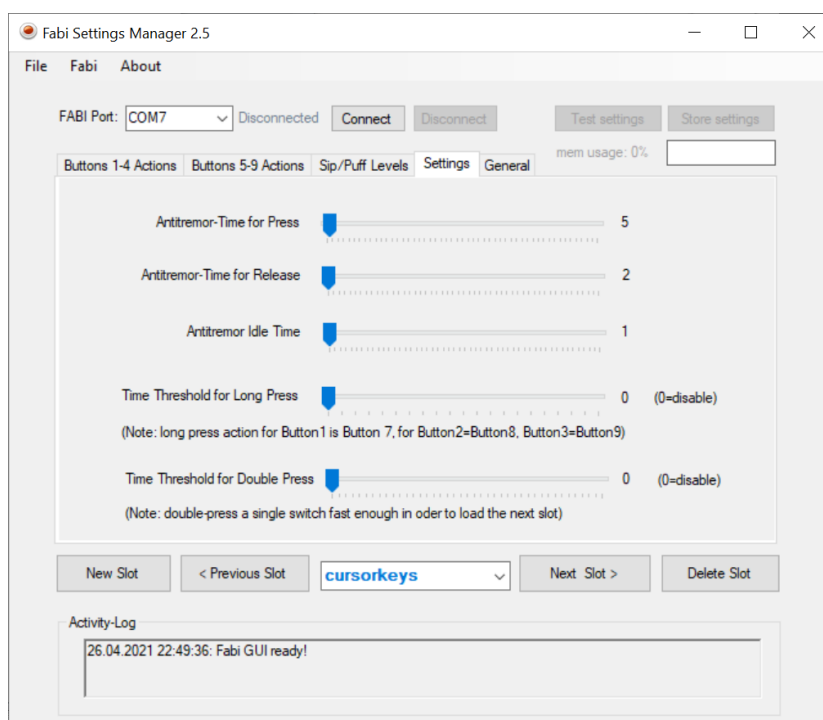 Fabi Settings Manager 2.5
File Fabi About
FABI Port: COM7 Disconnected Connect Disconnect Test settings Store settings
mem usage: 0%
Buttons 1-4 Actions Buttons 5-9 Actions Sip/Puff Levels Settings General
Antitremor-Time for Press 5
Antitremor-Time for Release 2
Antitremor Idle Time 1
Time Threshold for Long Press 0 (0=disable)
(Note: long press action for Button1 is Button 7, for Button2=Button8, Button3=Button9)
Time Threshold for Double Press 0 (0=disable)
(Note: double-press a single switch fast enough in oder to load the next slot)
New Slot < Previous Slot cursorkeys Next Slot > Delete Slot
Activity-Log
26.04.2021 22:49:36: Fabi GUI ready!